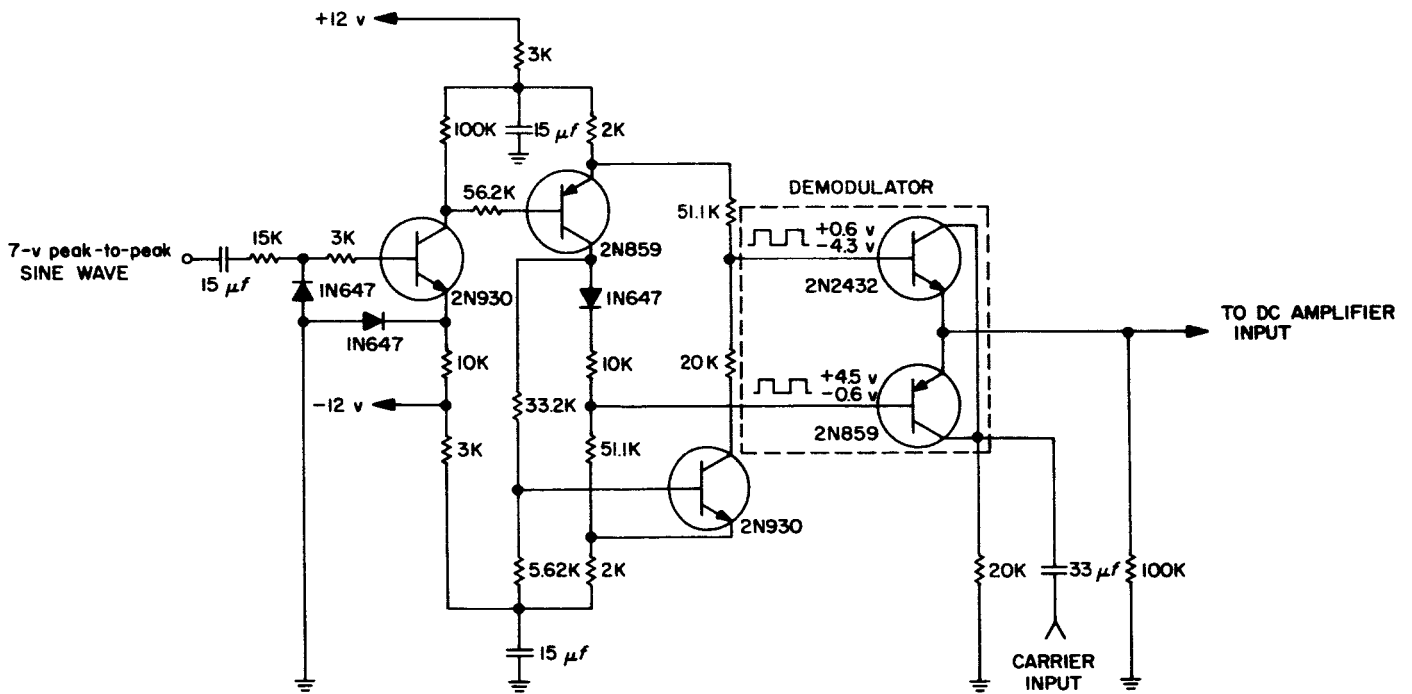 +12 v
3K
100K
15 μf
2K
56.2K
DEMODULATOR
51.1K
+0.6 v
-4.3 v
7-v peak-to-peak
SINE WAVE
15K
3K
2N859
2N2432
15 μf
1N647
2N930
1N647
1N647
TO DC AMPLIFIER
INPUT
10K
10K
20K
+4.5 v
-0.6 v
-12 v
33.2K
2N859
3K
51.1K
2N930
5.62K
2K
20K
33 μf
100K
15 μf
CARRIER
INPUT